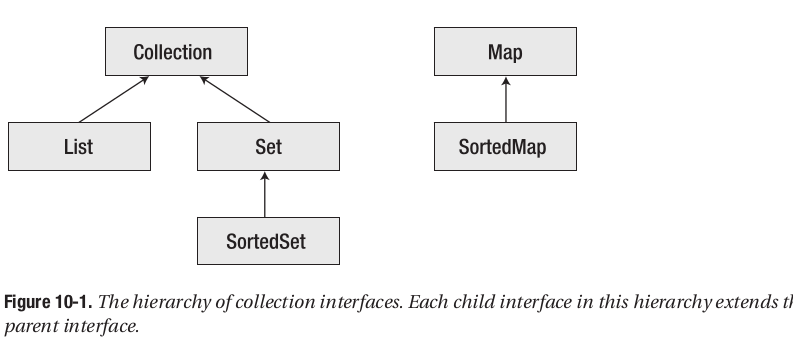 Collection
Map
List
Set
SortedMap
SortedSet
Figure 10-1. The hierarchy of collection interfaces. Each child interface in this hierarchy extends
parent interface.